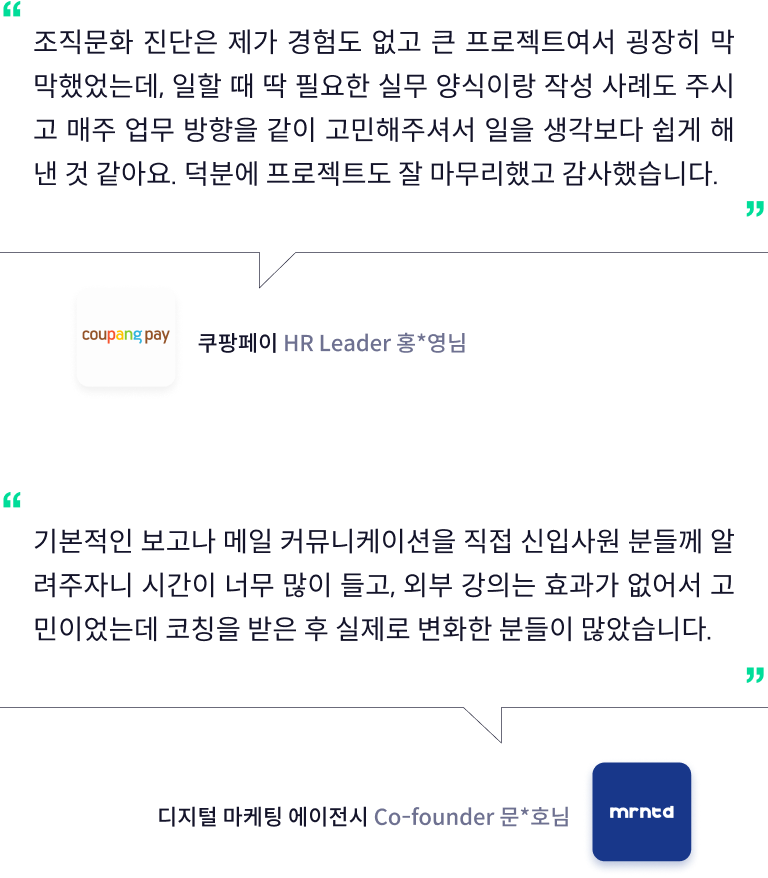 “
조직문화 진단은 제가 경험도 없고 큰 프로젝트여서 굉장히 막
막했었는데, 일할 때 딱 필요한 실무 양식이랑 작성 사례도 주시
고 매주 업무 방향을 같이 고민해주셔서 일을 생각보다 쉽게 해
낸 것 같아요. 덕분에 프로젝트도 잘 마무리했고 감사했습니다.
”
coupang pay
쿠팡페이 HR Leader 홍*영님
“
기본적인 보고나 메일 커뮤니케이션을 직접 신입사원 분들께 알
려주자니 시간이 너무 많이 들고, 외부 강의는 효과가 없어서 고
민이었는데 코칭을 받은 후 실제로 변화한 분들이 많았습니다.
”
디지털 마케팅 에이전시 Co-founder 문*호님
mrntd